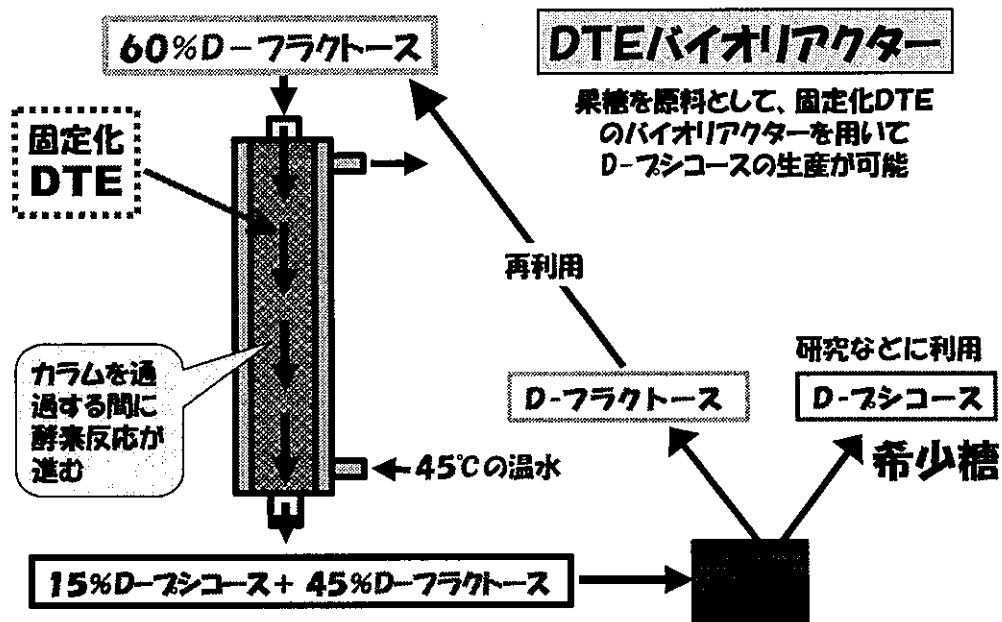 60%D-フラクトース
DTEバイオリアクター
果糖を原料として、固定化DTE
のバイオリアクターを用いて
D-プシコースの生産が可能
固定化
DTE
再利用
カラムを通
過する間に
酵素反応が
進む
45℃の温水
研究などに利用
D-フラクトース
D-プシコース
希少糖
15%D-プシコース+ 45%D-フラクトース